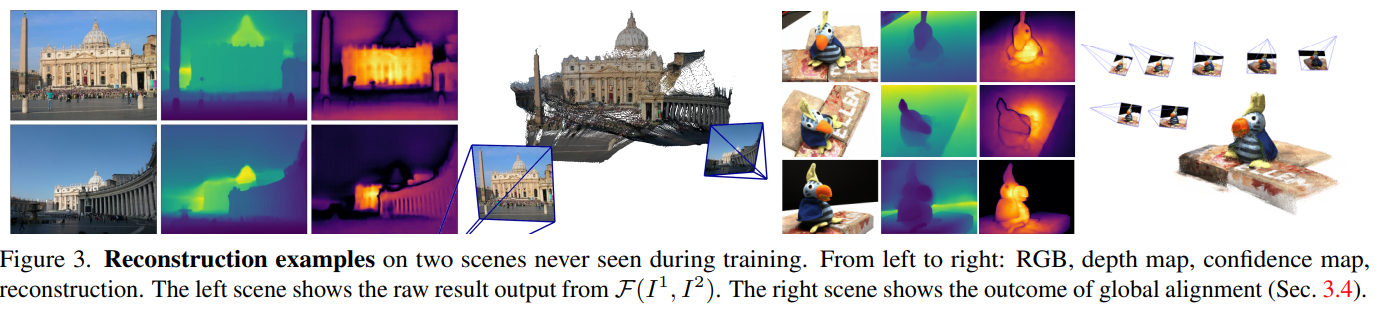 Figure 3. Reconstruction examples on two scenes never seen during training. From left to right: RGB, depth map, confidence map,
reconstruction. The left scene shows the raw result output from ℱ(I¹, I²). The right scene shows the outcome of global alignment (Sec. 3.4).